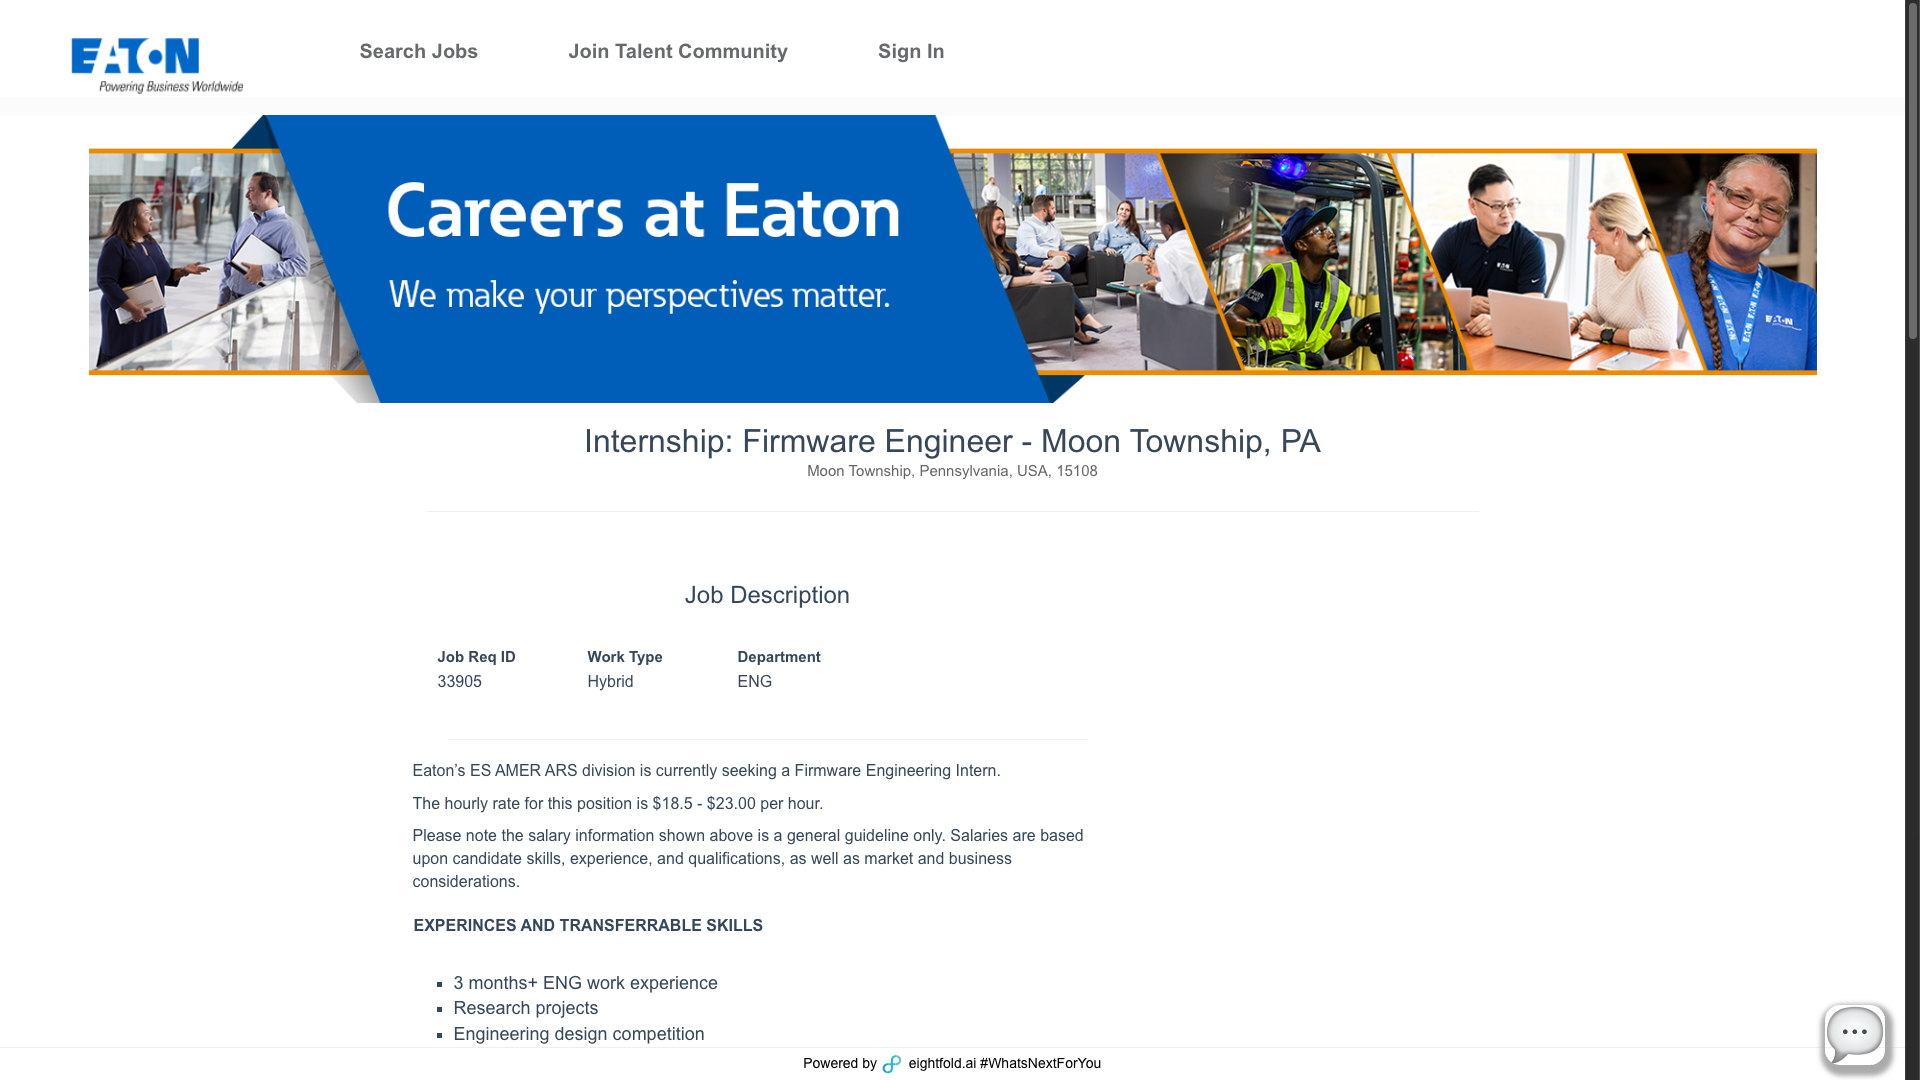 EATON
Powering Business Worldwide
Search Jobs
Join Talent Community
Sign In
Careers at Eaton
We make your perspectives matter.
Internship: Firmware Engineer - Moon Township, PA
Moon Township, Pennsylvania, USA, 15108
Job Description
Job Req ID
33905
Work Type
Hybrid
Department
ENG
Eaton’s ES AMER ARS division is currently seeking a Firmware Engineering Intern.
The hourly rate for this position is $18.5 - $23.00 per hour.
Please note the salary information shown above is a general guideline only. Salaries are based
upon candidate skills, experience, and qualifications, as well as market and business
considerations.
EXPERINCES AND TRANSFERRABLE SKILLS
3 months+ ENG work experience
Research projects
Engineering design competition
Powered by eightfold.ai #WhatsNextForYou